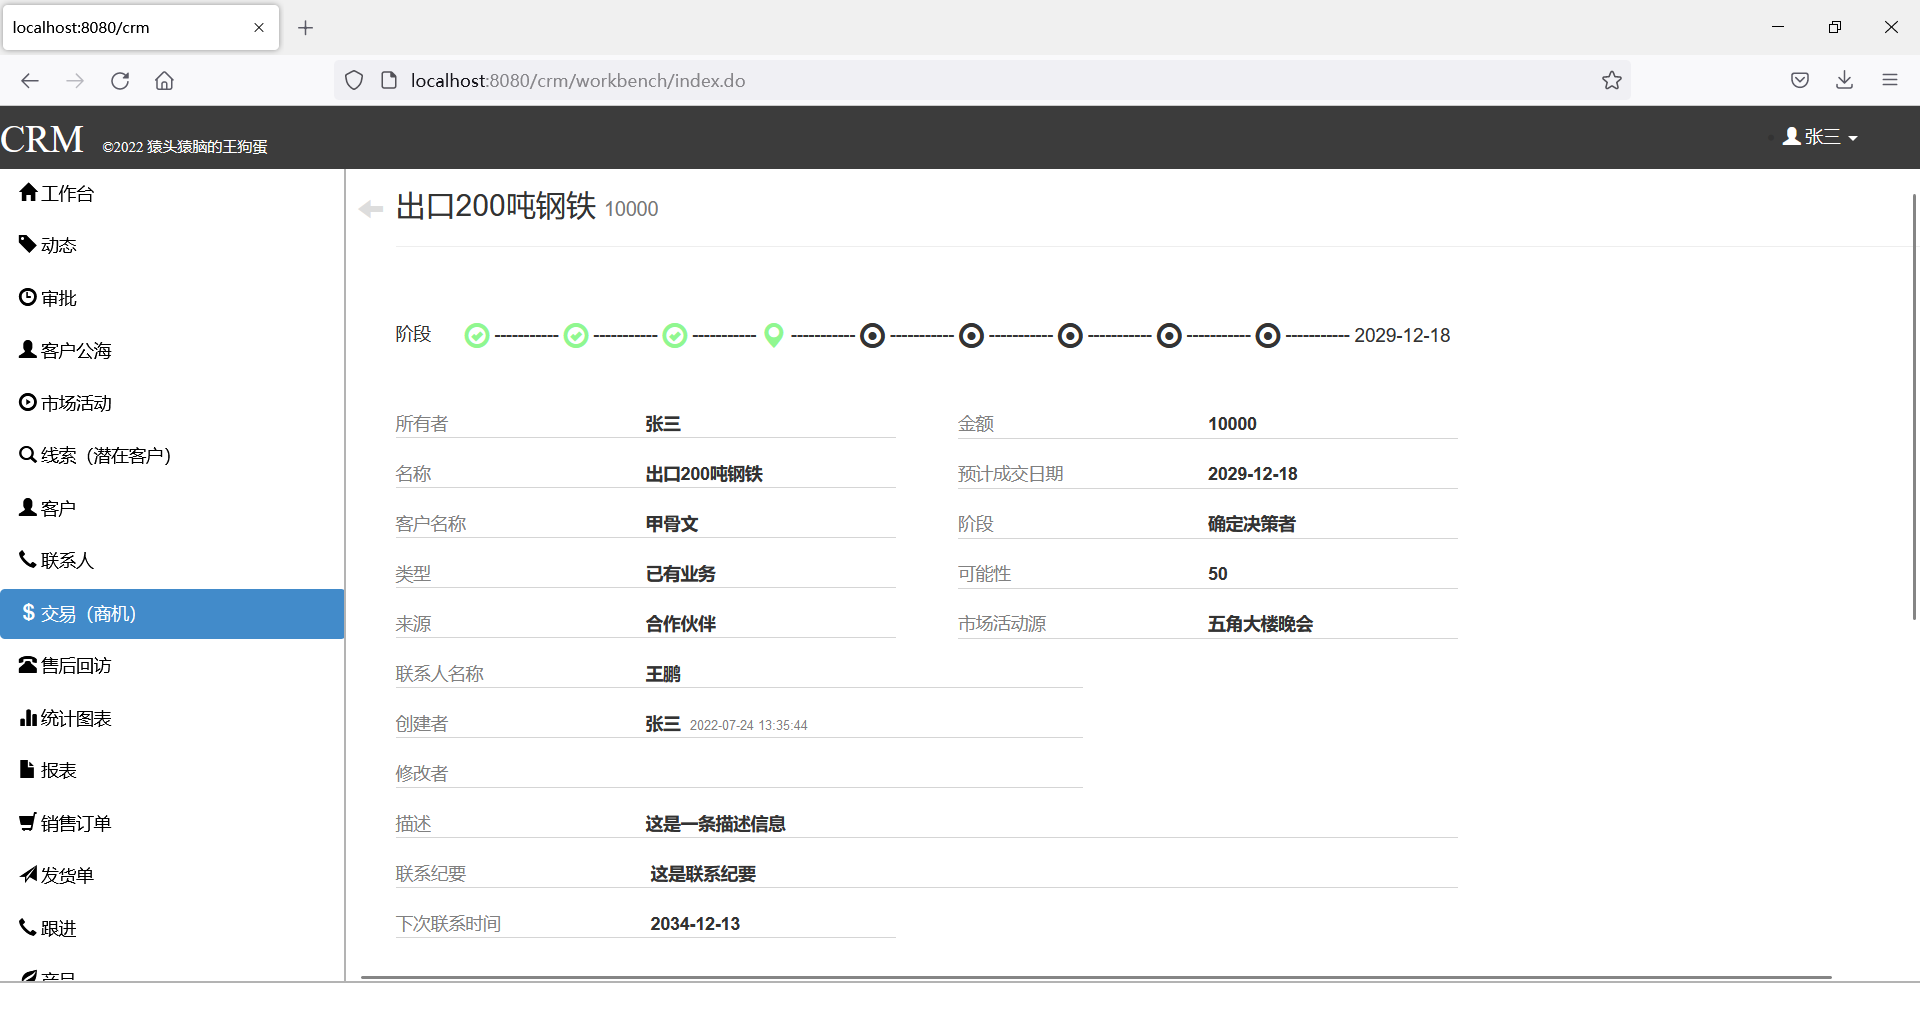 localhost:8080/crm
localhost:8080/crm/workbench/index.do
CRM ©2022 猿头猿脑的王狗蛋
张三
工作台
动态
审批
客户公海
市场活动
线索（潜在客户）
客户
联系人
交易（商机）
售后回访
统计图表
报表
销售订单
发货单
跟进
产品
出口200吨钢铁 10000
阶段 ----------- ----------- ----------- ----------- ----------- ----------- ----------- ----------- ----------- 2029-12-18
所有者 张三 金额 10000
名称 出口200吨钢铁 预计成交日期 2029-12-18
客户名称 甲骨文 阶段 确定决策者
类型 已有业务 可能性 50
来源 合作伙伴 市场活动源 五角大楼晚会
联系人名称 王鹏
创建者 张三 2022-07-24 13:35:44
修改者
描述 这是一条描述信息
联系纪要 这是联系纪要
下次联系时间 2034-12-13